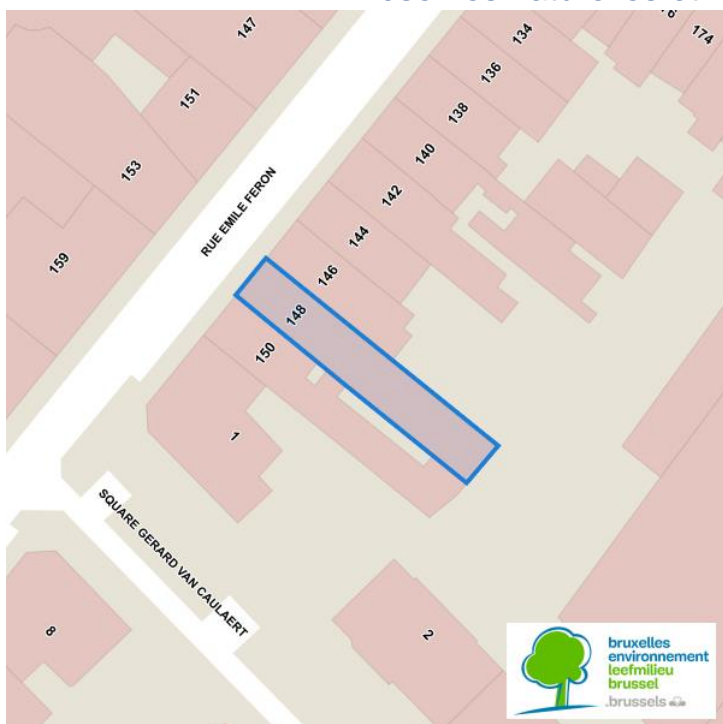 147
134
174
151
136
138
153
140
142
RUE EMILE FERON
144
159
146
148
150
1
SQUARE GERARD VAN CAULAERT
8
2
bruxelles
environnement
leefmilieu
brussel
.brussels